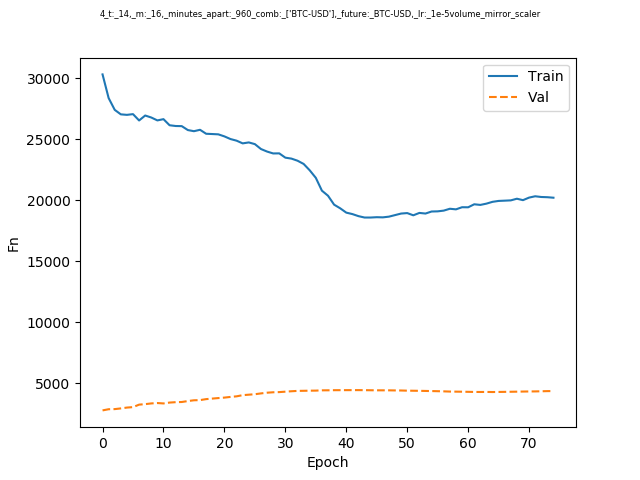 4_t:_14,_m:_16,_minutes_apart:_960_comb:_['BTC-USD'],_future:_BTC-USD,_lr:_1e-5volume_mirror_scaler
Train
Val
30000
25000
20000
15000
10000
5000
Fn
0 10 20 30 40 50 60 70
Epoch